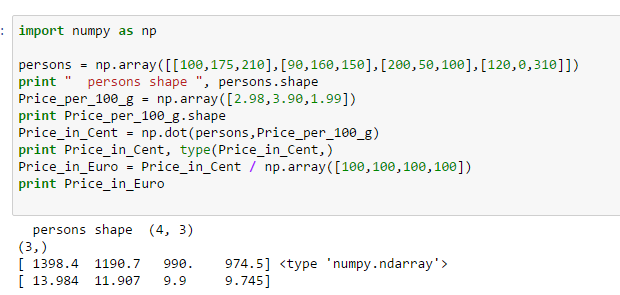 : import numpy as np
persons = np.array([[100,175,210],[90,160,150],[200,50,100],[120,0,310]])
print "  persons shape ", persons.shape
Price_per_100_g = np.array([2.98,3.90,1.99])
print Price_per_100_g.shape
Price_in_Cent = np.dot(persons,Price_per_100_g)
print Price_in_Cent, type(Price_in_Cent,)
Price_in_Euro = Price_in_Cent / np.array([100,100,100,100])
print Price_in_Euro
  persons shape  (4, 3)
(3,)
[ 1398.4  1190.7   990.    974.5] <type 'numpy.ndarray'>
[ 13.984  11.907   9.9     9.745]